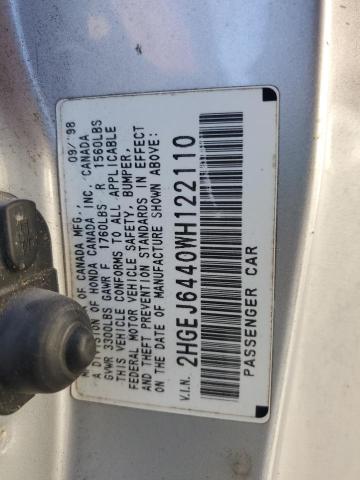 OF CANADA MFG., 09/'98
A DIVISION OF HONDA CANADA INC, CANADA
GVWR 3300LBS GAWR F 1760LBS R 1560LBS
THIS VEHICLE CONFORMS TO ALL APPLICABLE
FEDERAL MOTOR VEHICLE SAFETY, BUMPER,
AND THEFT PREVENTION STANDARDS IN EFFECT
ON THE DATE OF MANUFACTURE SHOWN ABOVE:
V.I.N. 2HGEJ6440WH122110
PASSENGER CAR